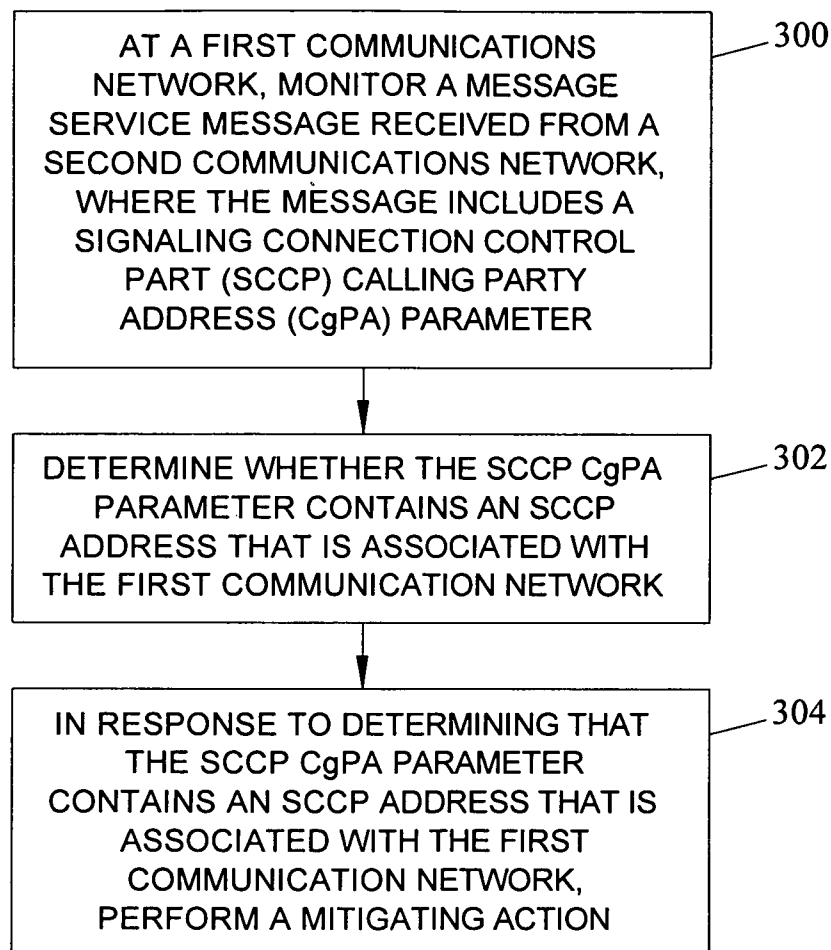 AT A FIRST COMMUNICATIONS
NETWORK, MONITOR A MESSAGE
SERVICE MESSAGE RECEIVED FROM A
SECOND COMMUNICATIONS NETWORK,
WHERE THE MESSAGE INCLUDES A
SIGNALING CONNECTION CONTROL
PART (SCCP) CALLING PARTY
ADDRESS (CgPA) PARAMETER
300
DETERMINE WHETHER THE SCCP CgPA
PARAMETER CONTAINS AN SCCP
ADDRESS THAT IS ASSOCIATED WITH
THE FIRST COMMUNICATION NETWORK
302
IN RESPONSE TO DETERMINING THAT
THE SCCP CgPA PARAMETER
CONTAINS AN SCCP ADDRESS THAT IS
ASSOCIATED WITH THE FIRST
COMMUNICATION NETWORK,
PERFORM A MITIGATING ACTION
304